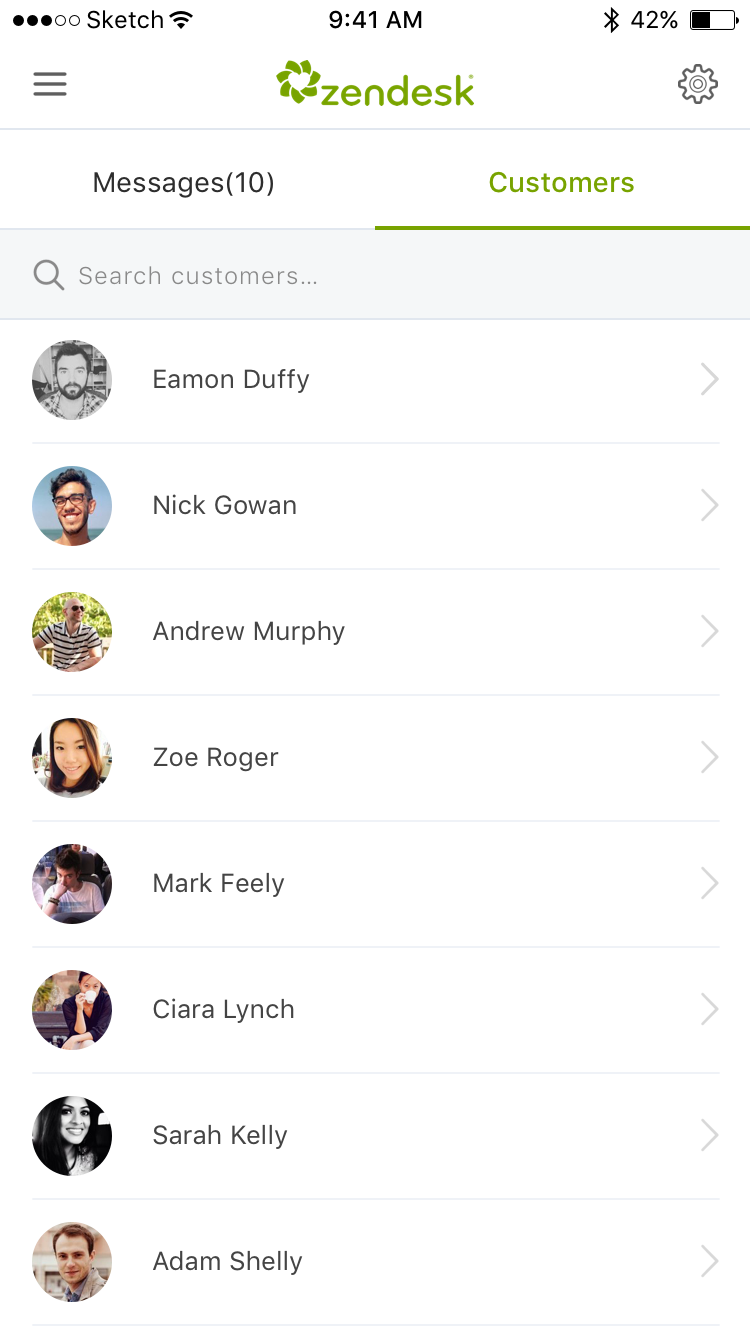 Sketch 9:41 AM 42%
zendesk
Messages(10) Customers
Search customers...
Eamon Duffy
Nick Gowan
Andrew Murphy
Zoe Roger
Mark Feely
Ciara Lynch
Sarah Kelly
Adam Shelly